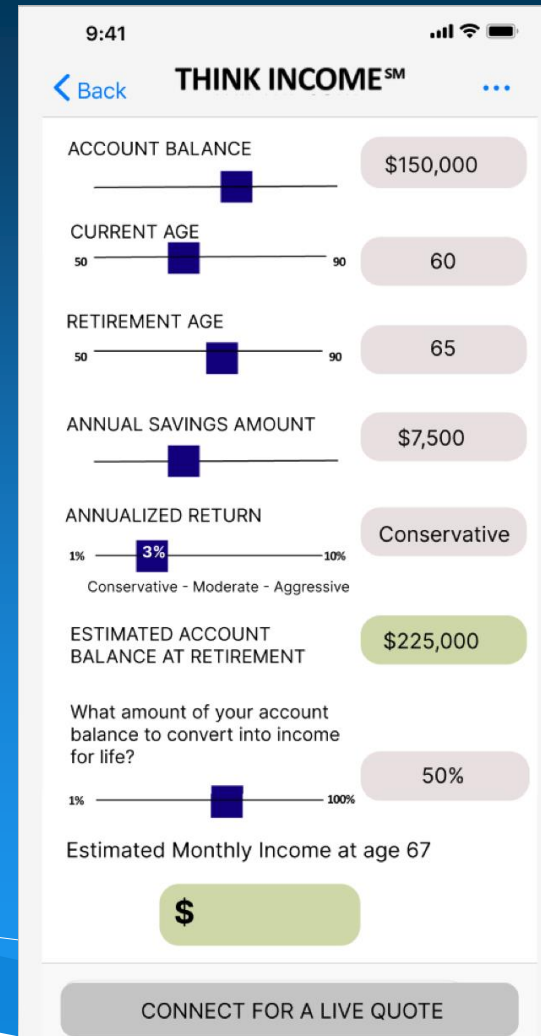 9:41
Back THINK INCOME℠ ...
ACCOUNT BALANCE
$150,000
CURRENT AGE
50 90 60
RETIREMENT AGE
50 90 65
ANNUAL SAVINGS AMOUNT
$7,500
ANNUALIZED RETURN
1% 3% 10% Conservative
Conservative - Moderate - Aggressive
ESTIMATED ACCOUNT
BALANCE AT RETIREMENT
$225,000
What amount of your account
balance to convert into income
for life?
1% 100% 50%
Estimated Monthly Income at age 67
$
CONNECT FOR A LIVE QUOTE